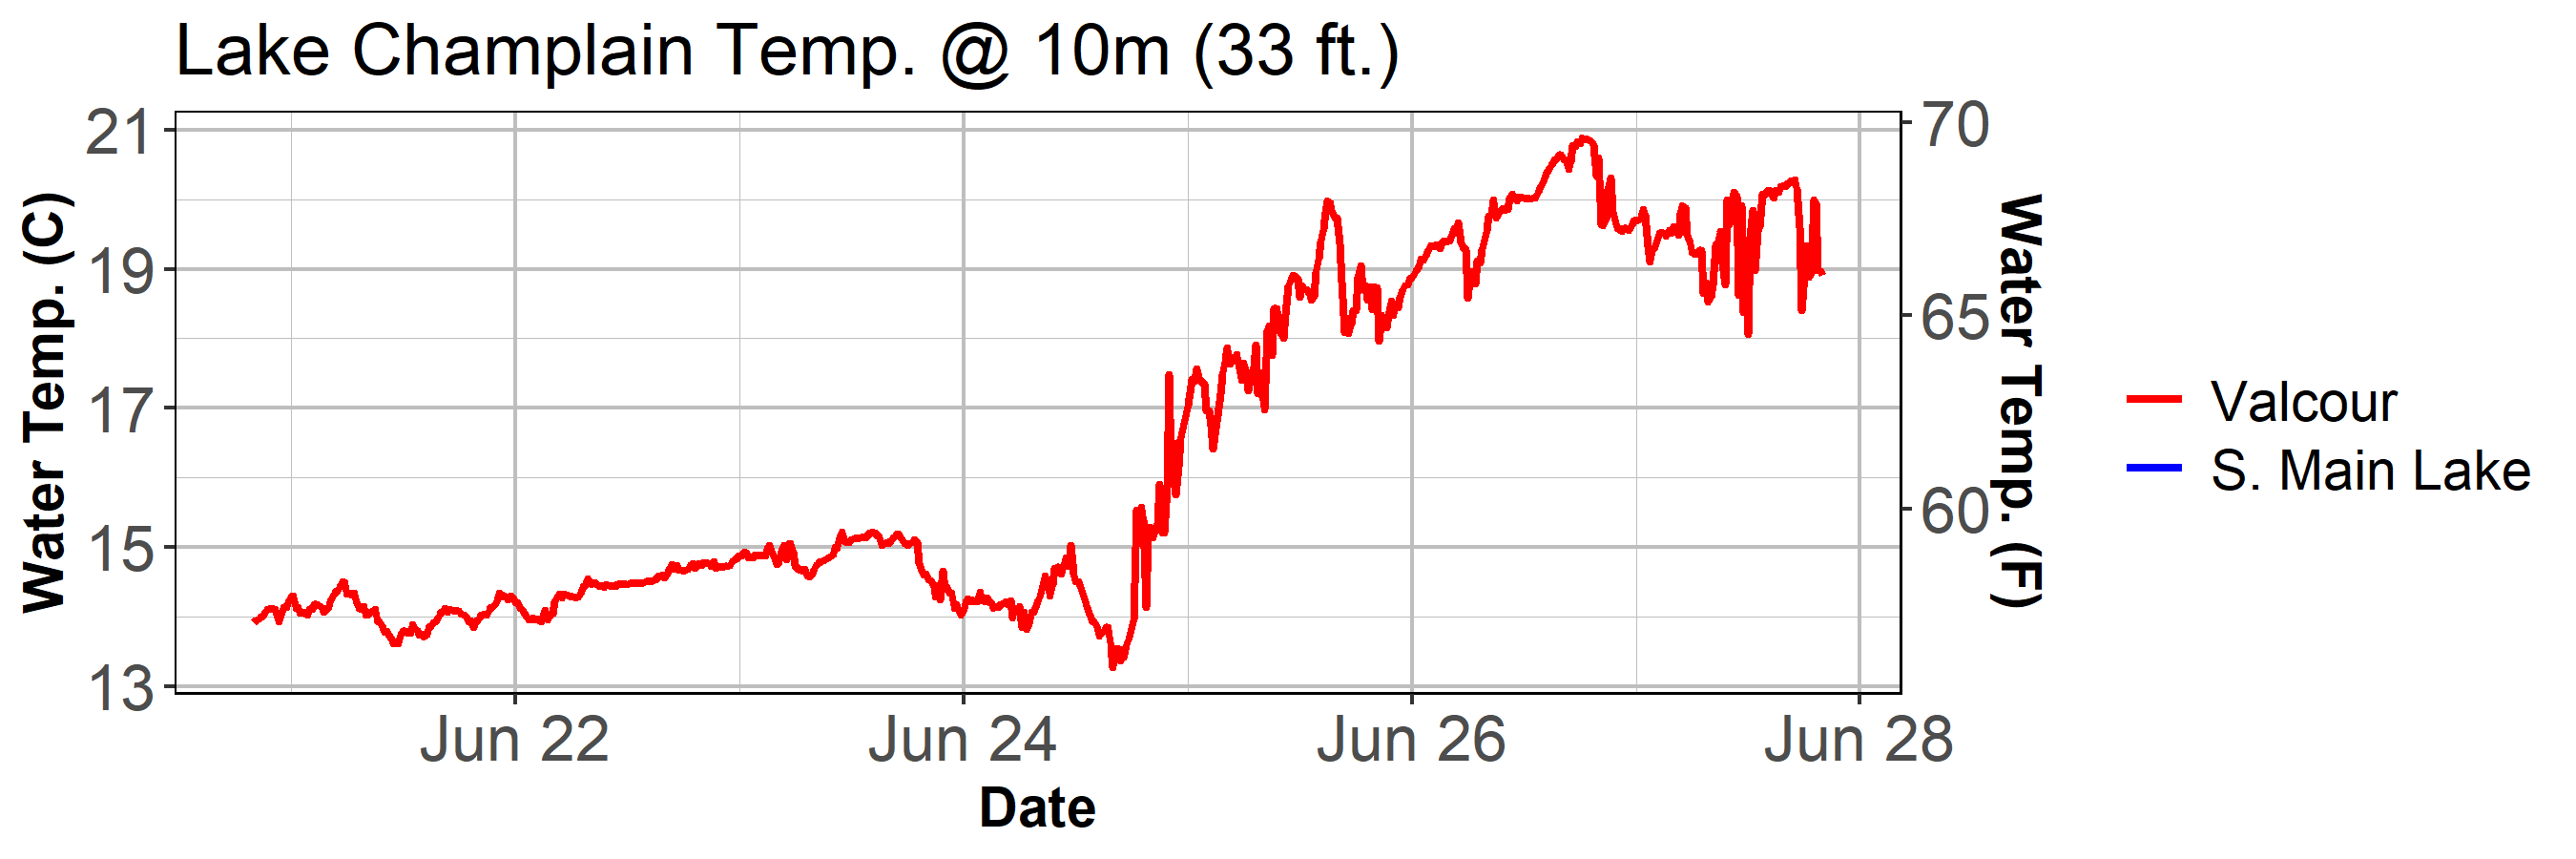 Lake Champlain Temp. @ 10m (33 ft.)
Water Temp. (C)
21
19
17
15
13
70
65
60
Water Temp. (F)
Jun 22
Jun 24
Jun 26
Jun 28
Date
Valcour
S. Main Lake